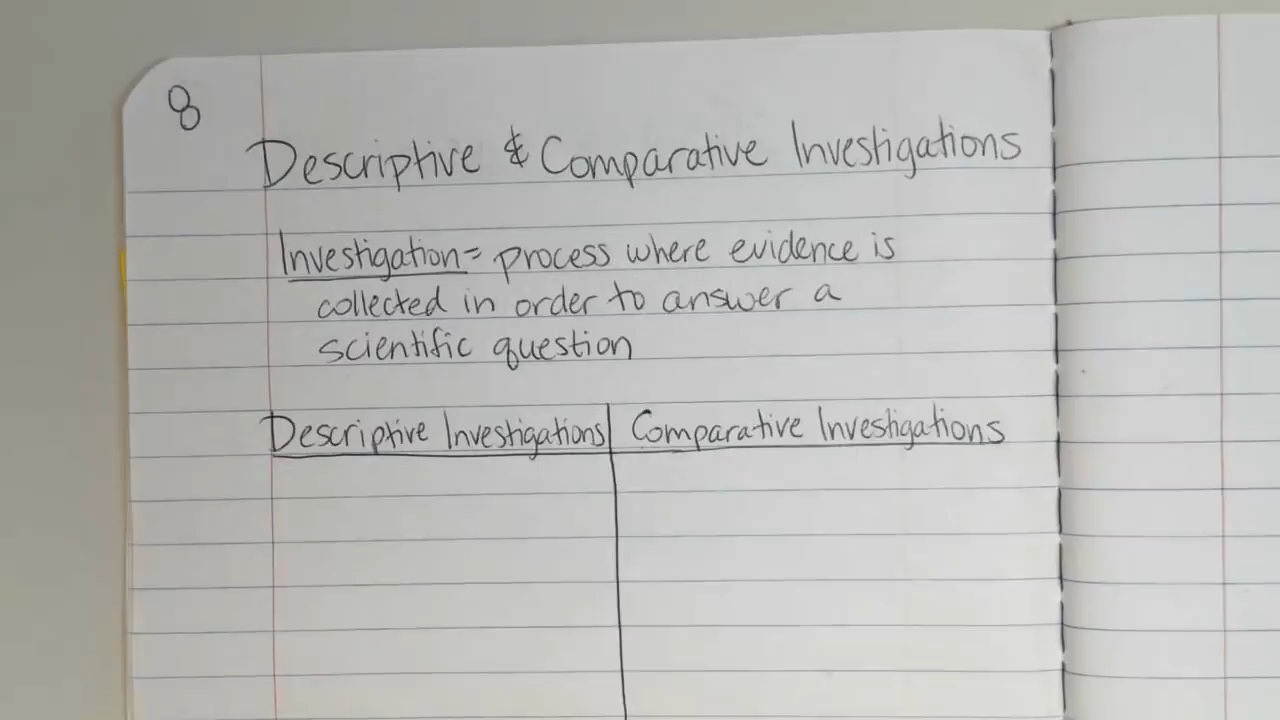 8
Descriptive & Comparative Investigations
Investigation = process where evidence is
collected in order to answer a
scientific question
Descriptive Investigations
Comparative Investigations